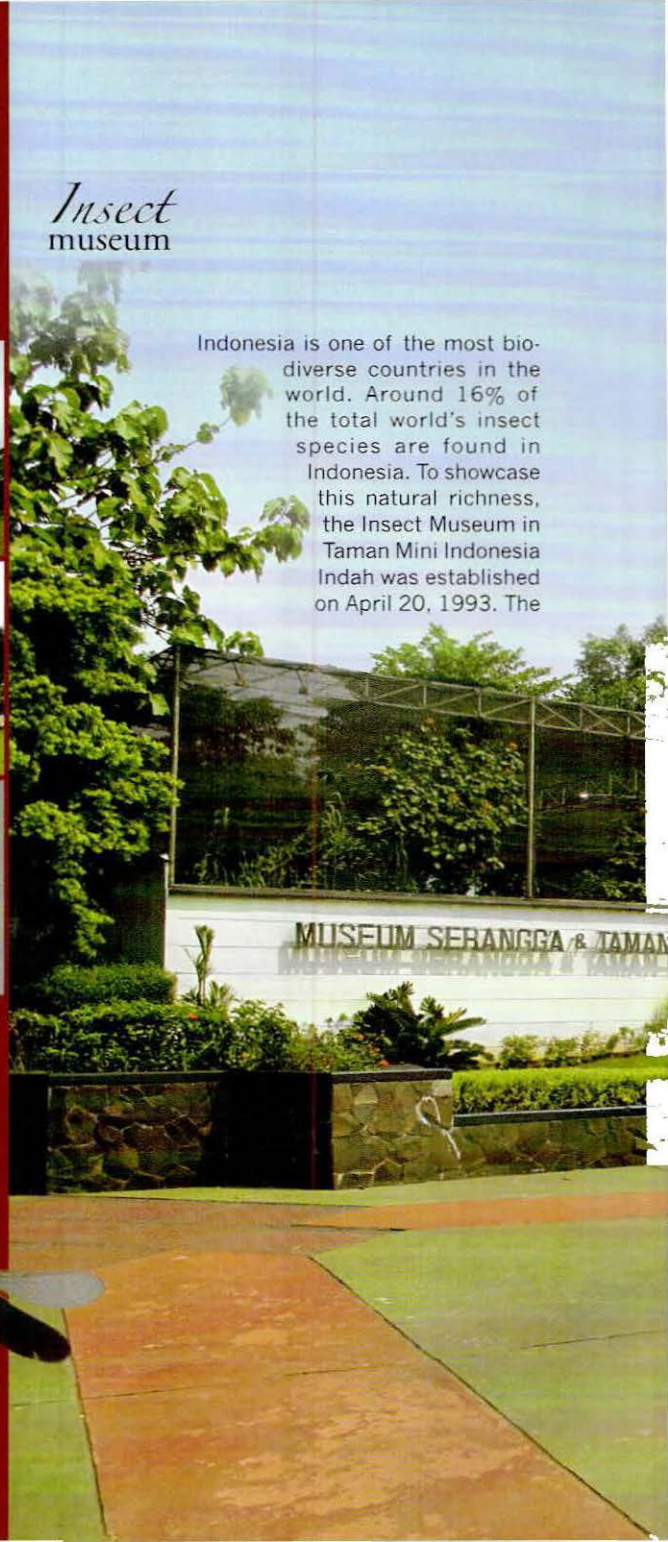 Insect
museum
Indonesia is one of the most bio-
diverse countries in the
world. Around 16% of
the total world's insect
species are found in
Indonesia. To showcase
this natural richness,
the Insect Museum in
Taman Mini Indonesia
Indah was established
on April 20, 1993. The
MUSEUM SERANGGA & TAMAN